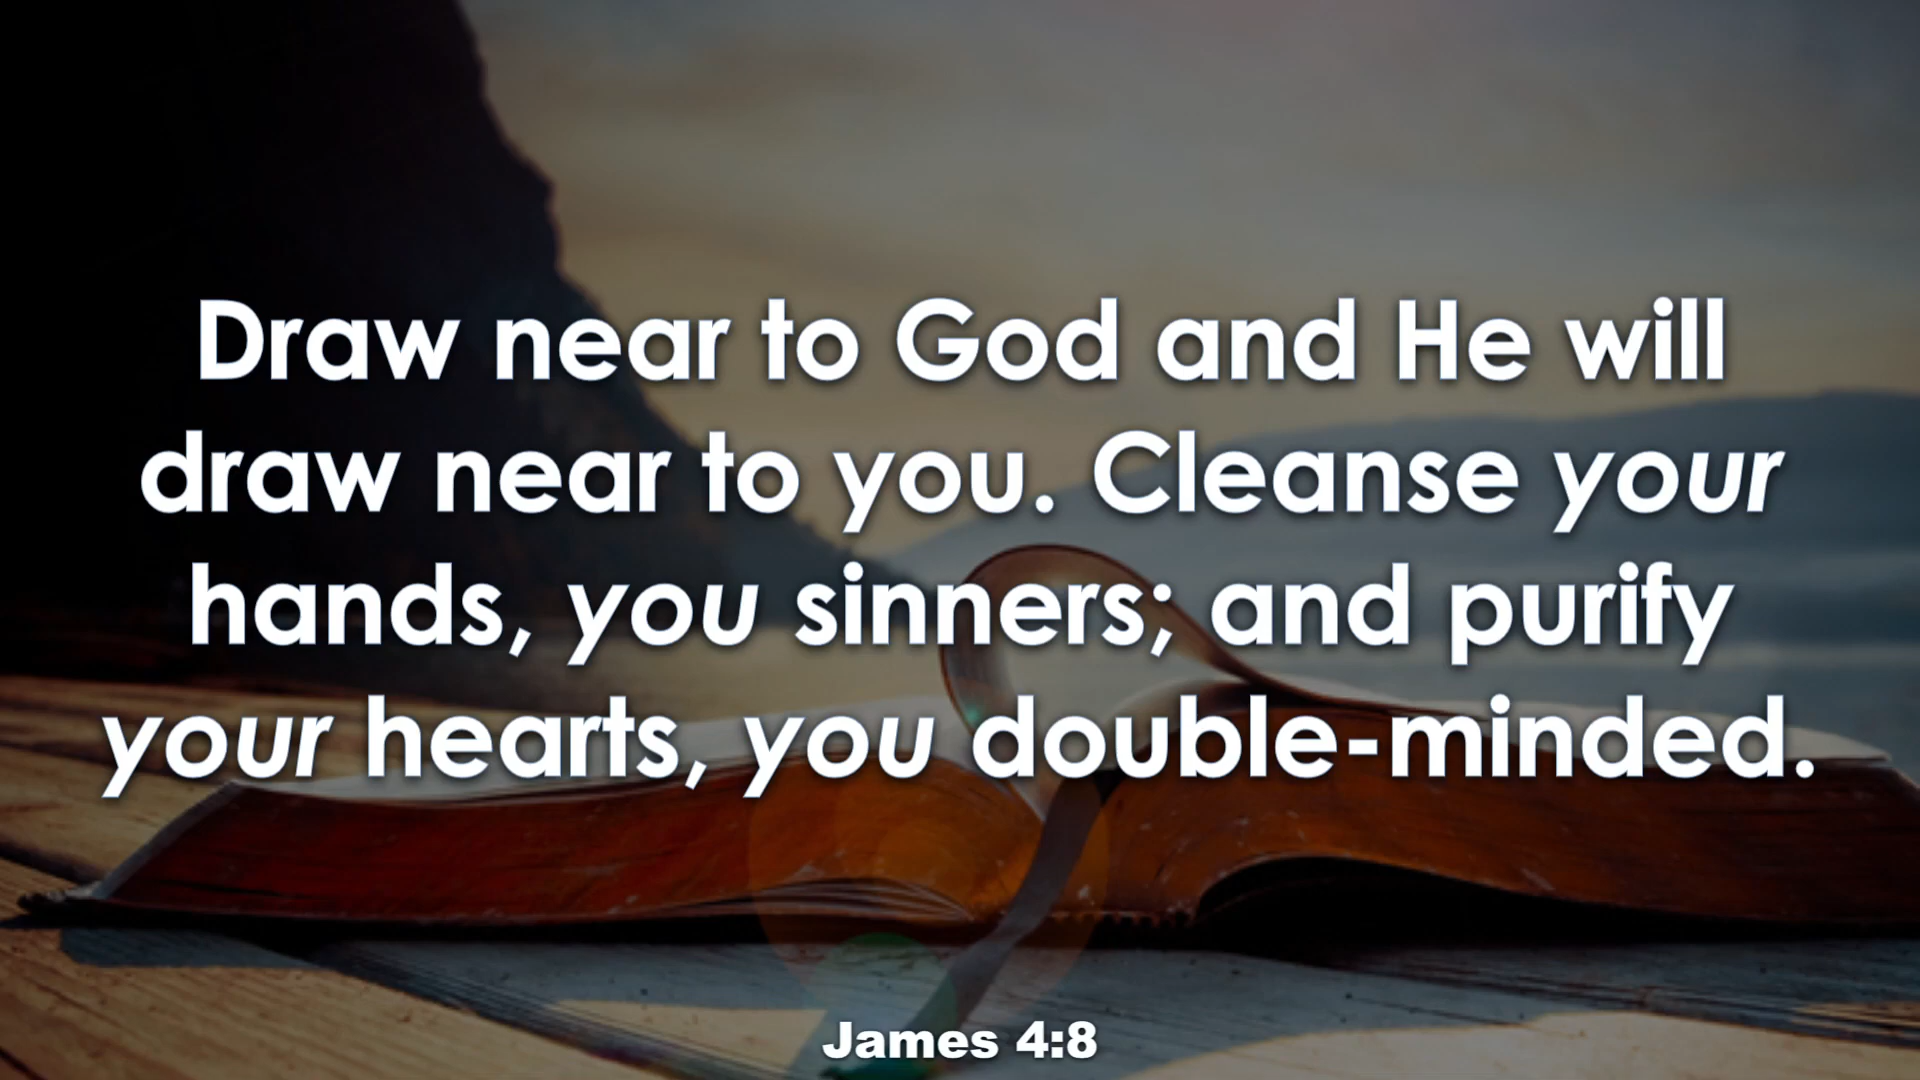 Draw near to God and He will
draw near to you. Cleanse your
hands, you sinners; and purify
your hearts, you double-minded.
James 4:8